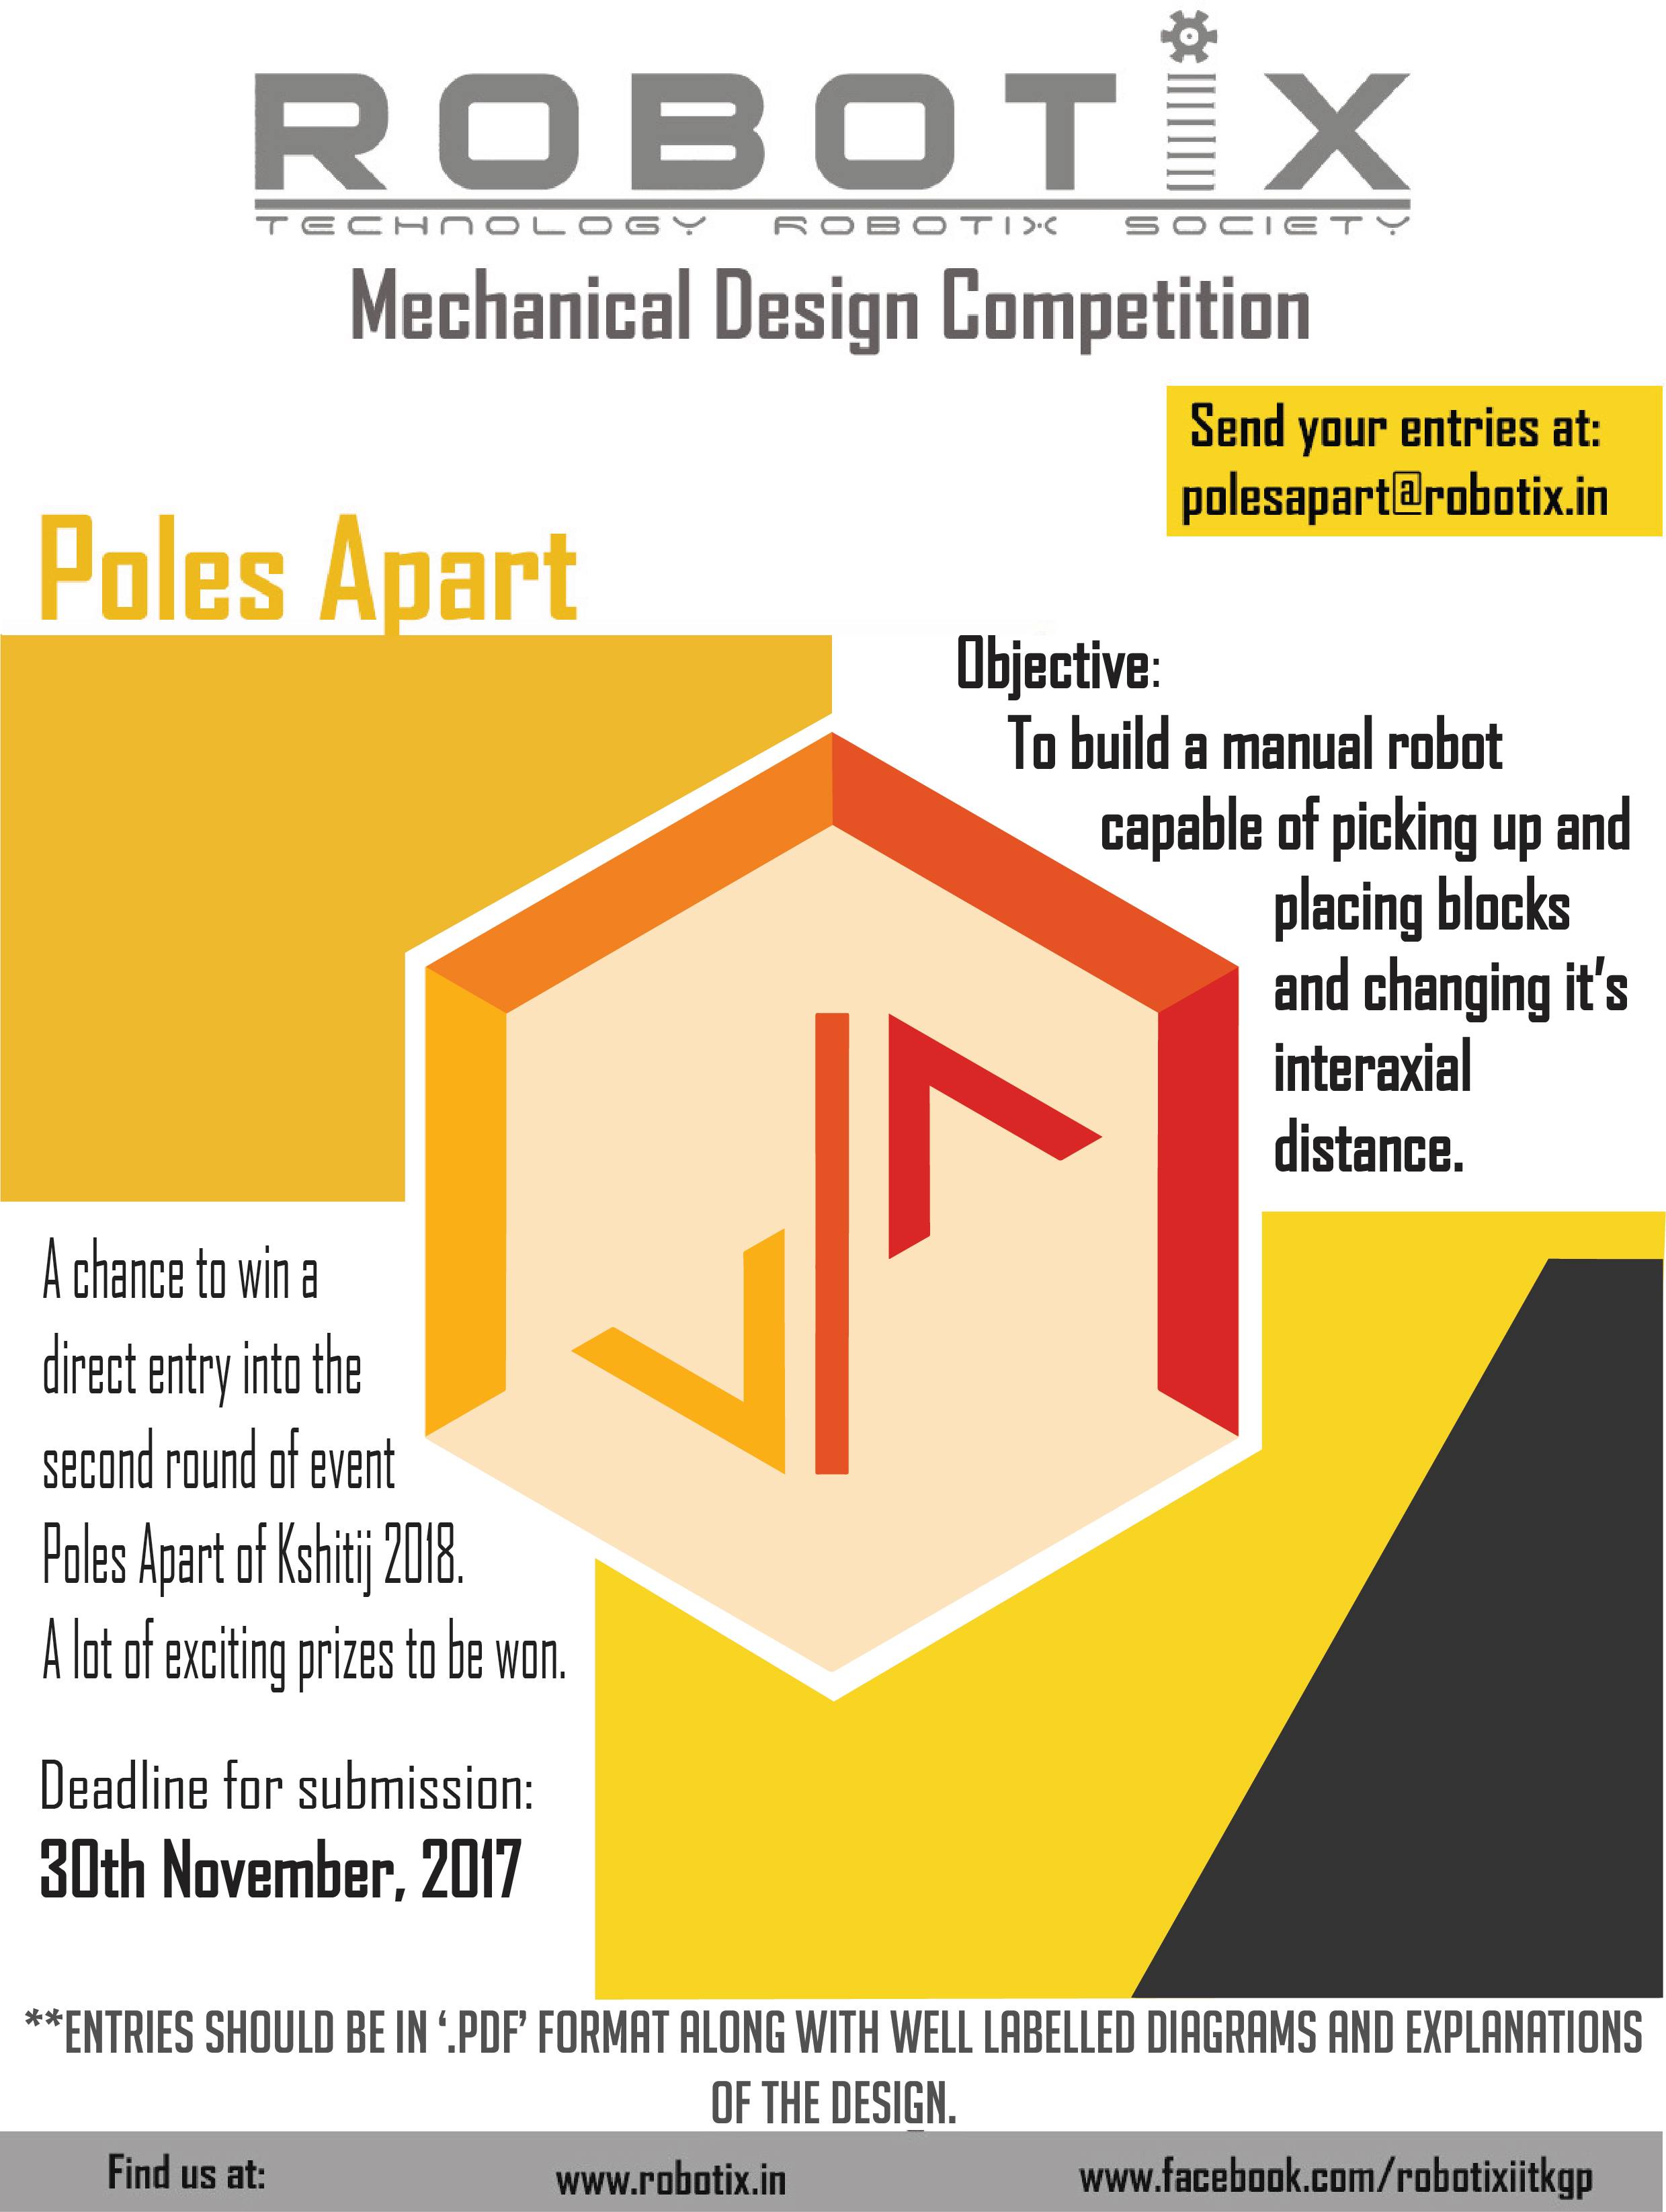 ROBOTiX
TECHNOLOGY ROBOTIX SOCIETY
Mechanical Design Competition
Send your entries at:
polesapart@robotix.in
Poles Apart
Objective:
To build a manual robot
capable of picking up and
placing blocks
and changing it's
interaxial
distance.
A chance to win a
direct entry into the
second round of event
Poles Apart of Kshitij 2018.
A lot of exciting prizes to be won.
Deadline for submission:
30th November, 2017
**ENTRIES SHOULD BE IN '.PDF' FORMAT ALONG WITH WELL LABELLED DIAGRAMS AND EXPLANATIONS
OF THE DESIGN.
Find us at: www.robotix.in www.facebook.com/robotixiitkgp